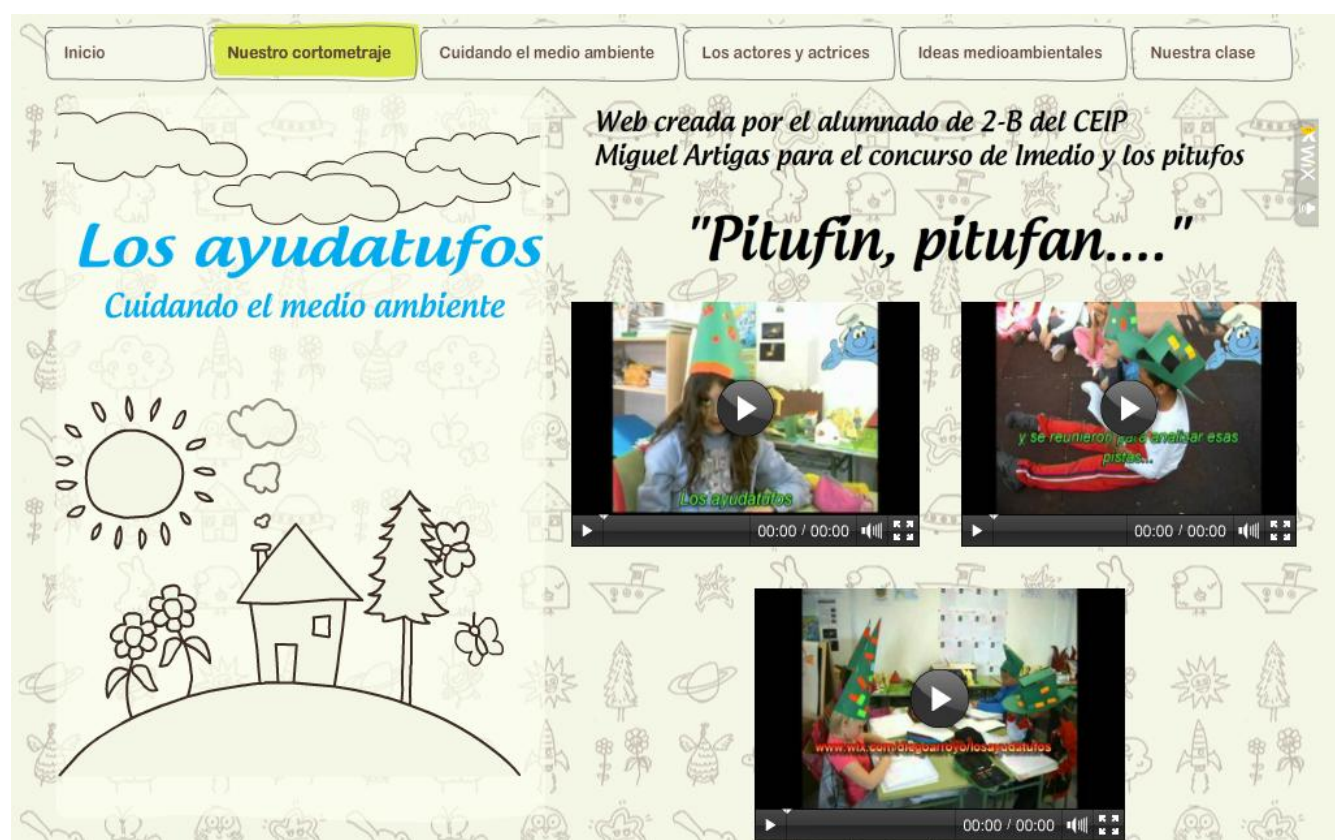 Inicio
Nuestro cortometraje
Cuidando el medio ambiente
Los actores y actrices
Ideas medioambientales
Nuestra clase
Web creada por el alumnado de 2-B del CEIP
Miguel Artigas para el concurso de Imedio y los pitufos
WiX
Los ayudatufos
Cuidando el medio ambiente
"Pitufin, pitufan...."
Los ayudatufos
00:00 / 00:00
y se reunieron para analisar esas
pistas...
00:00 / 00:00
www.wix.com/diegoarroyo/losayudatufos
00:00 / 00:00